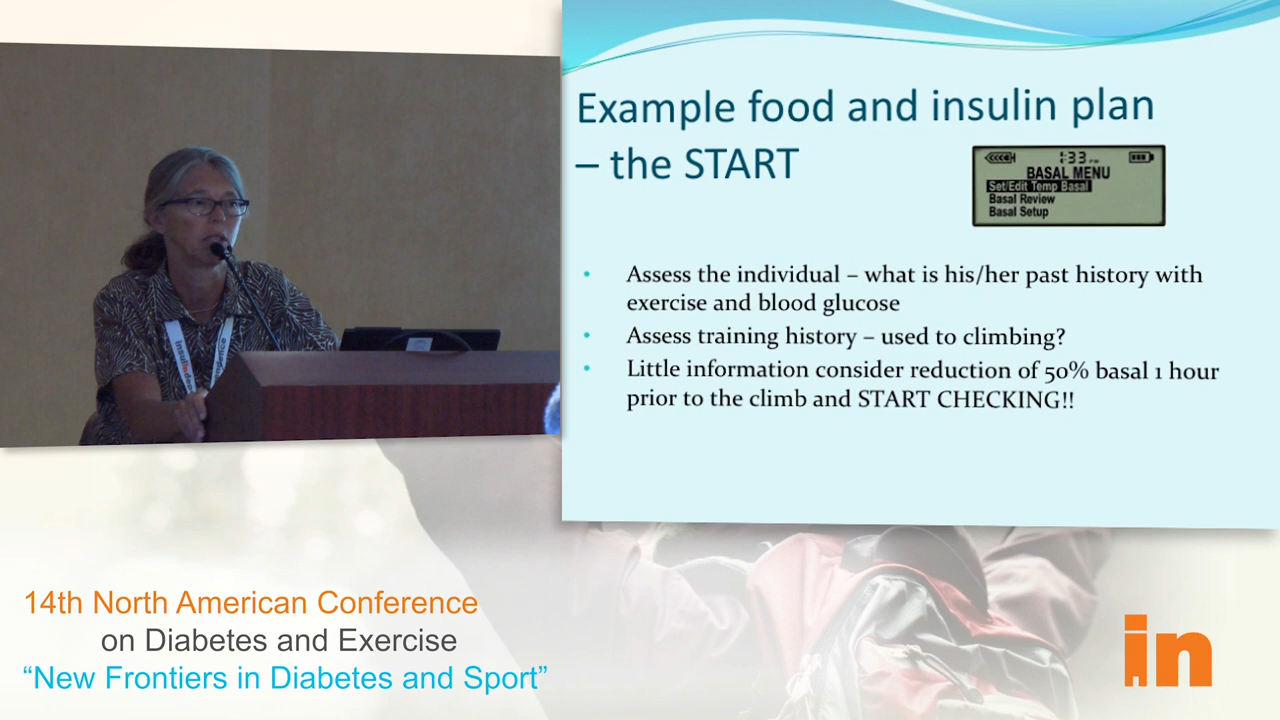 Example food and insulin plan
– the START
1:33 PM
BASAL MENU
Set/Edit Temp Basal
Basal Review
Basal Setup
• Assess the individual – what is his/her past history with
exercise and blood glucose
• Assess training history – used to climbing?
• Little information consider reduction of 50% basal 1 hour
prior to the climb and START CHECKING!!
14th North American Conference
on Diabetes and Exercise
“New Frontiers in Diabetes and Sport”
in